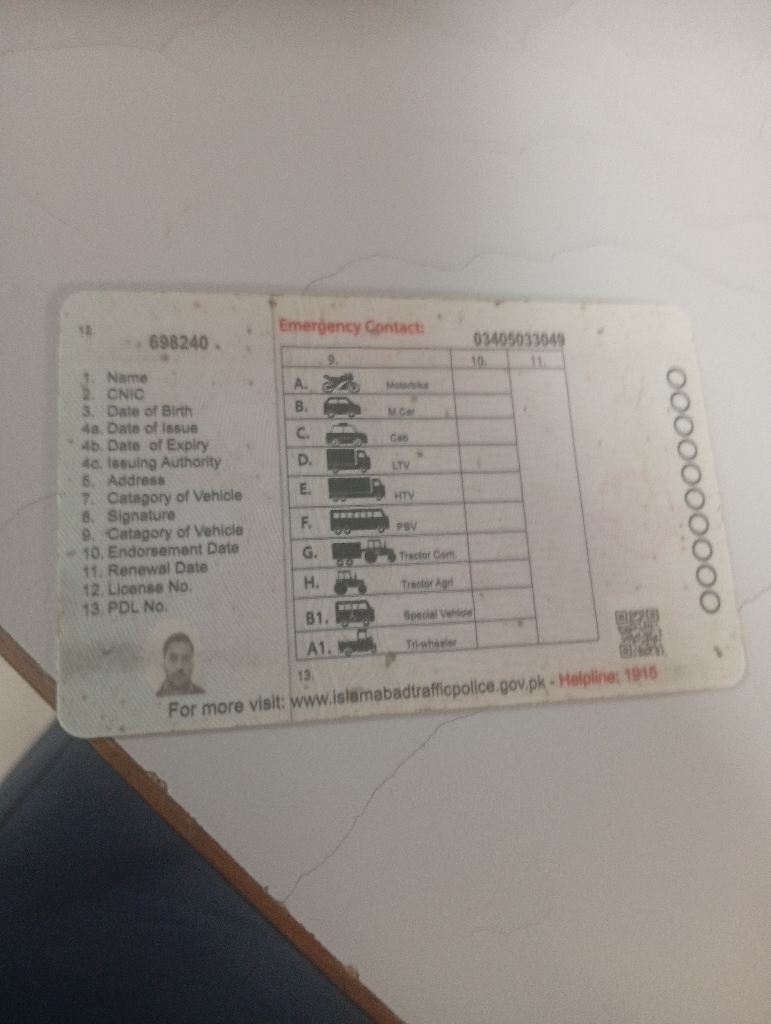 12.
698240
1. Name
2. CNIC
3. Date of Birth
4a. Date of Issue
4b. Date of Expiry
4c. Issuing Authority
5. Address
7. Catagory of Vehicle
8. Signature
9. Catagory of Vehicle
10. Endorsement Date
11. Renewal Date
12. License No.
13. PDL No.
Emergency Contact: 03405033049
9. 10. 11.
A. Motorbike
B. M.Car
C. Cab
D. LTV
E. HTV
F. PSV
G. Tractor Com
H. Tractor Agri
B1. Special Vehicle
A1. Tri-wheeler
13.
For more visit: www.islamabadtrafficpolice.gov.pk - Helpline: 1915